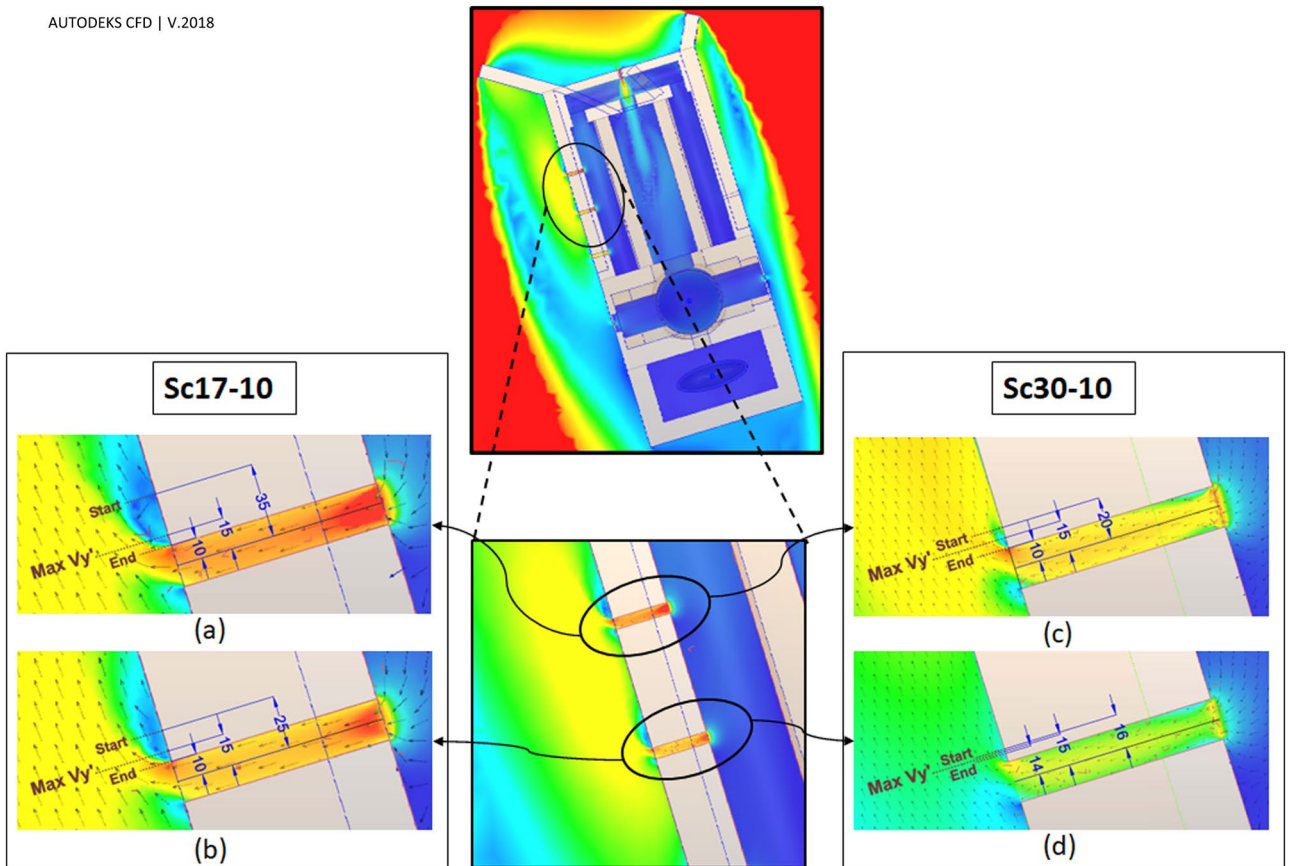 AUTODEKS CFD | V.2018
Sc17-10
Start
35
15
10
Max Vy'
End
(a)
Start
25
15
10
Max Vy'
End
(b)
Sc30-10
Start
20
15
10
Max Vy'
End
(c)
Start
16
15
14
Max Vy'
End
(d)